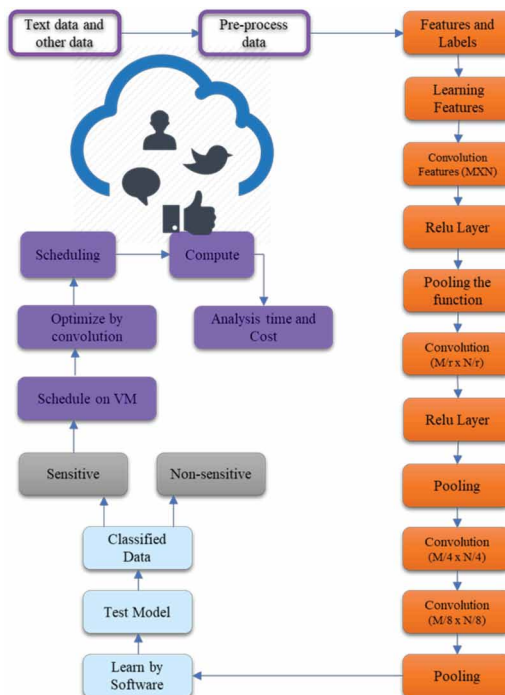 Text data and
other data
Pre-process
data
Features and
Labels
Learning
Features
Convolution
Features (MXN)
Relu Layer
Pooling the
function
Convolution
(M/r x N/r)
Relu Layer
Pooling
Convolution
(M/4 x N/4)
Convolution
(M/8 x N/8)
Pooling
Learn by
Software
Test Model
Classified
Data
Sensitive
Non-sensitive
Schedule on VM
Optimize by
convolution
Scheduling
Compute
Analysis time and
Cost